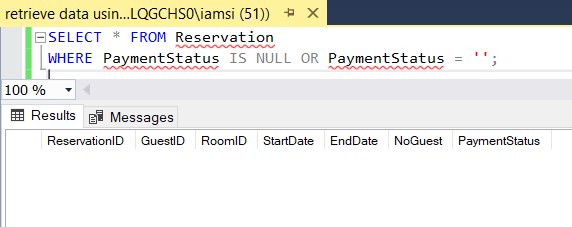 retrieve data usin...LQGCHS0\iamsi (51))
SELECT * FROM Reservation
WHERE PaymentStatus IS NULL OR PaymentStatus = '';
100 %
Results Messages
ReservationID GuestID RoomID StartDate EndDate NoGuest PaymentStatus